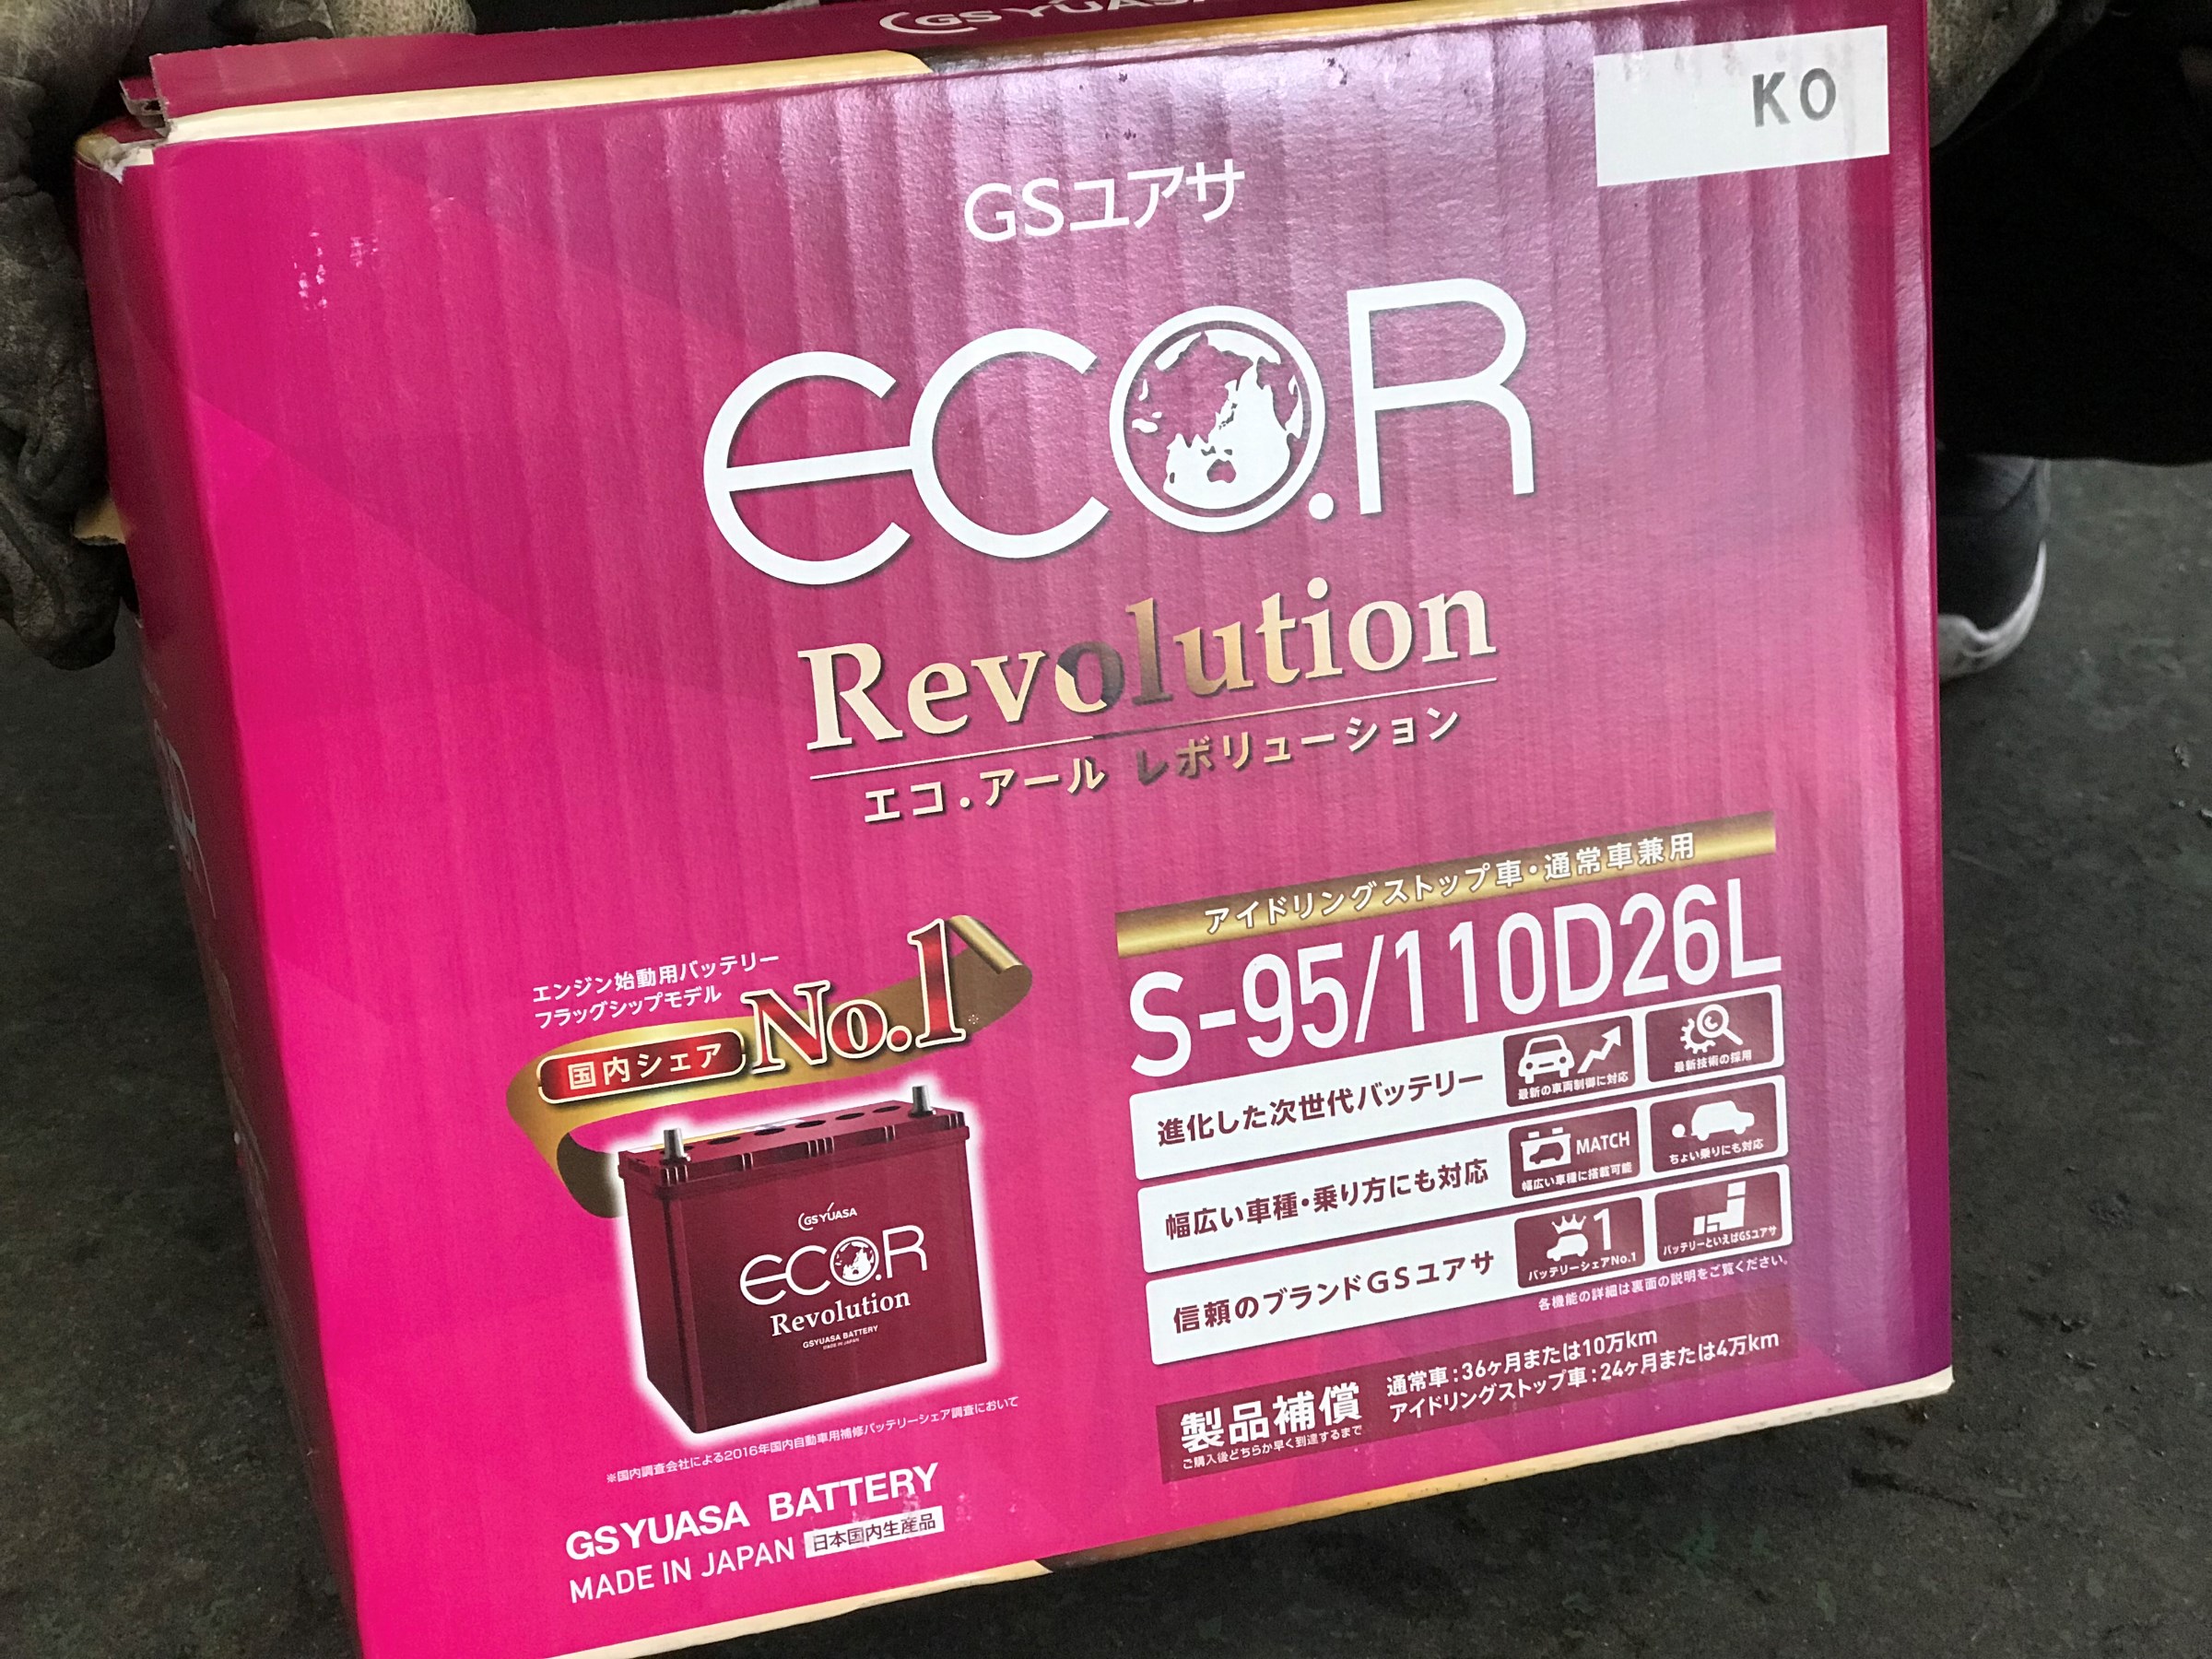 GS YUASA
KO
GSユアサ
eCO.R
Revolution
エコ.アール レボリューション
アイドリングストップ車・通常車兼用
S-95/110D26L
エンジン始動用バッテリー
フラッグシップモデル
国内シェア No.1※
進化した次世代バッテリー
最新の車両制御に対応
最新技術の採用
幅広い車種・乗り方にも対応
MATCH
幅広い車種に搭載可能
ちょい乗りにも対応
信頼のブランドGSユアサ
1
バッテリーシェアNo.1
バッテリーといえばGSユアサ
各機能の詳細は裏面の説明をご覧ください。
製品補償
ご購入後どちらか早く到達するまで
通常車:36ヶ月または10万km
アイドリングストップ車:24ヶ月または4万km
GS YUASA
eCO.R
Revolution
GSYUASA BATTERY
MADE IN JAPAN
※国内調査会社による2016年国内自動車用補修バッテリーシェア調査において
GSYUASA BATTERY
MADE IN JAPAN 日本国内生産品